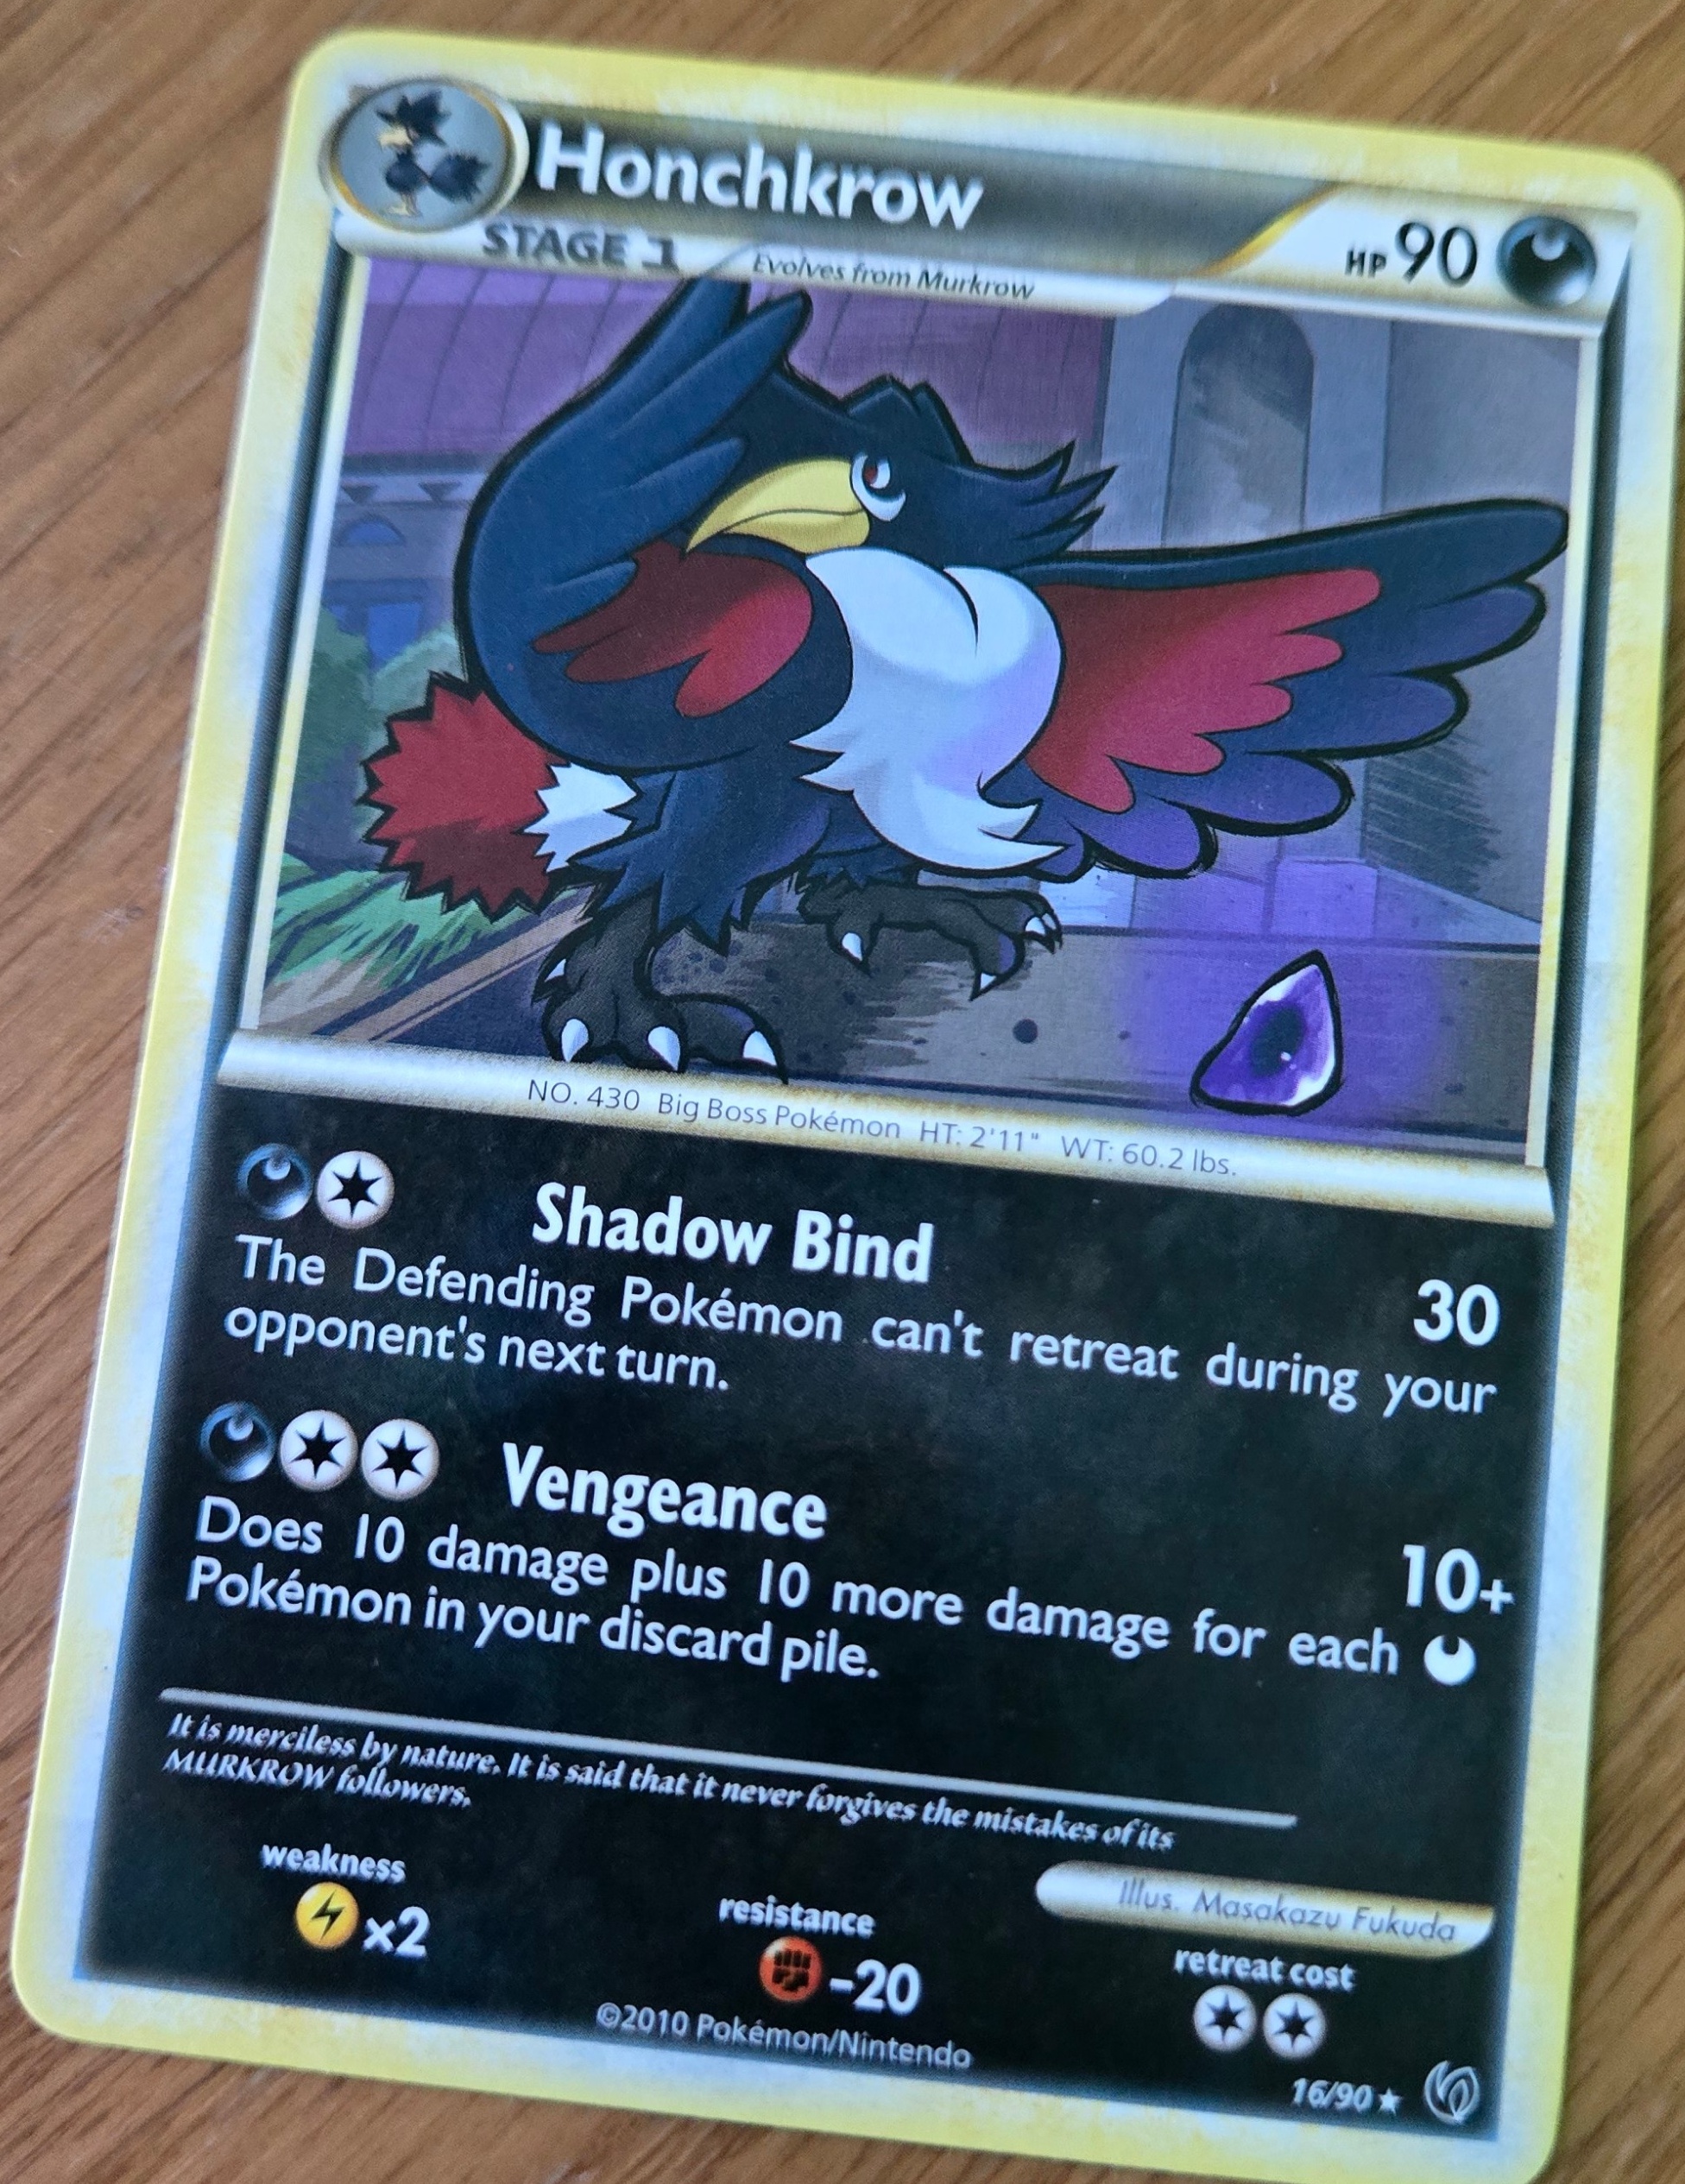 Honchkrow
HP 90
STAGE 1
Evolves from Murkrow
NO. 430 Big Boss Pokémon HT: 2'11" WT: 60.2 lbs.
Shadow Bind
30
The Defending Pokémon can't retreat during your
opponent's next turn.
Vengeance
10+
Does 10 damage plus 10 more damage for each
Pokémon in your discard pile.
It is merciless by nature. It is said that it never forgives the mistakes of its
MURKROW followers.
Illus. Masakazu Fukuda
weakness
x2
resistance
-20
retreat cost
©2010 Pokémon/Nintendo
16/90 ★